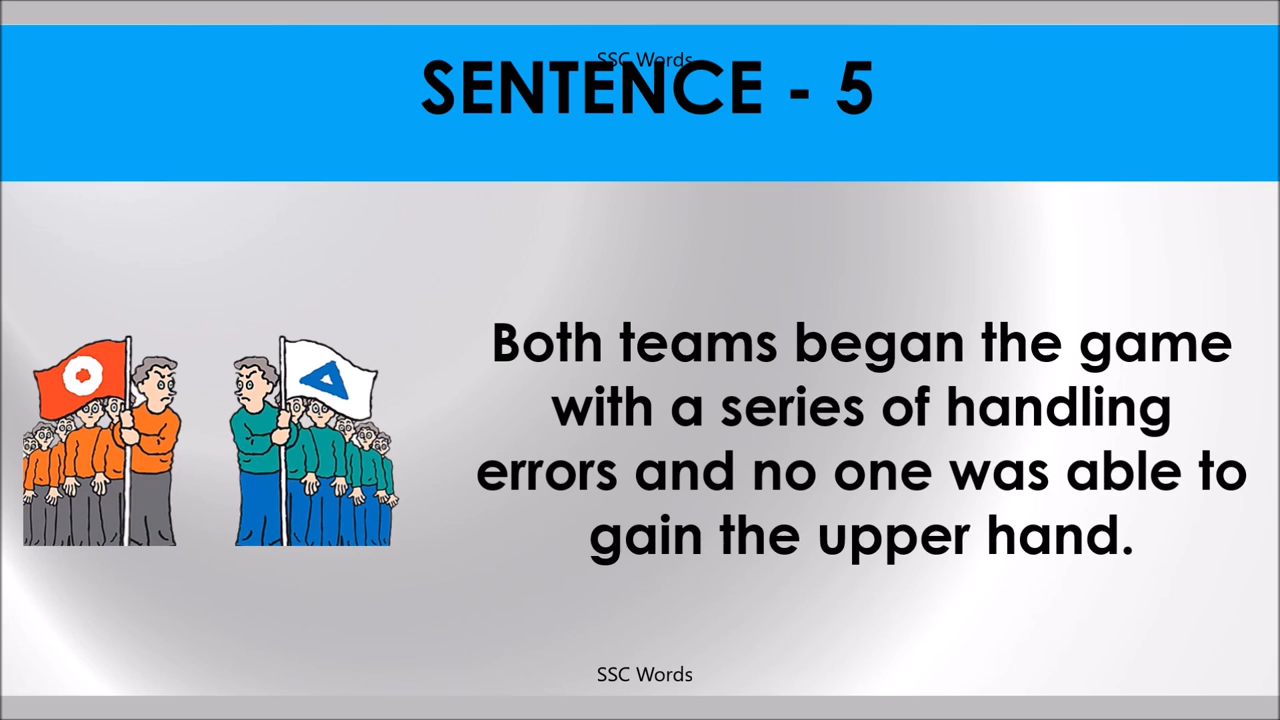 SSC Words
SENTENCE - 5
Both teams began the game
with a series of handling
errors and no one was able to
gain the upper hand.
SSC Words